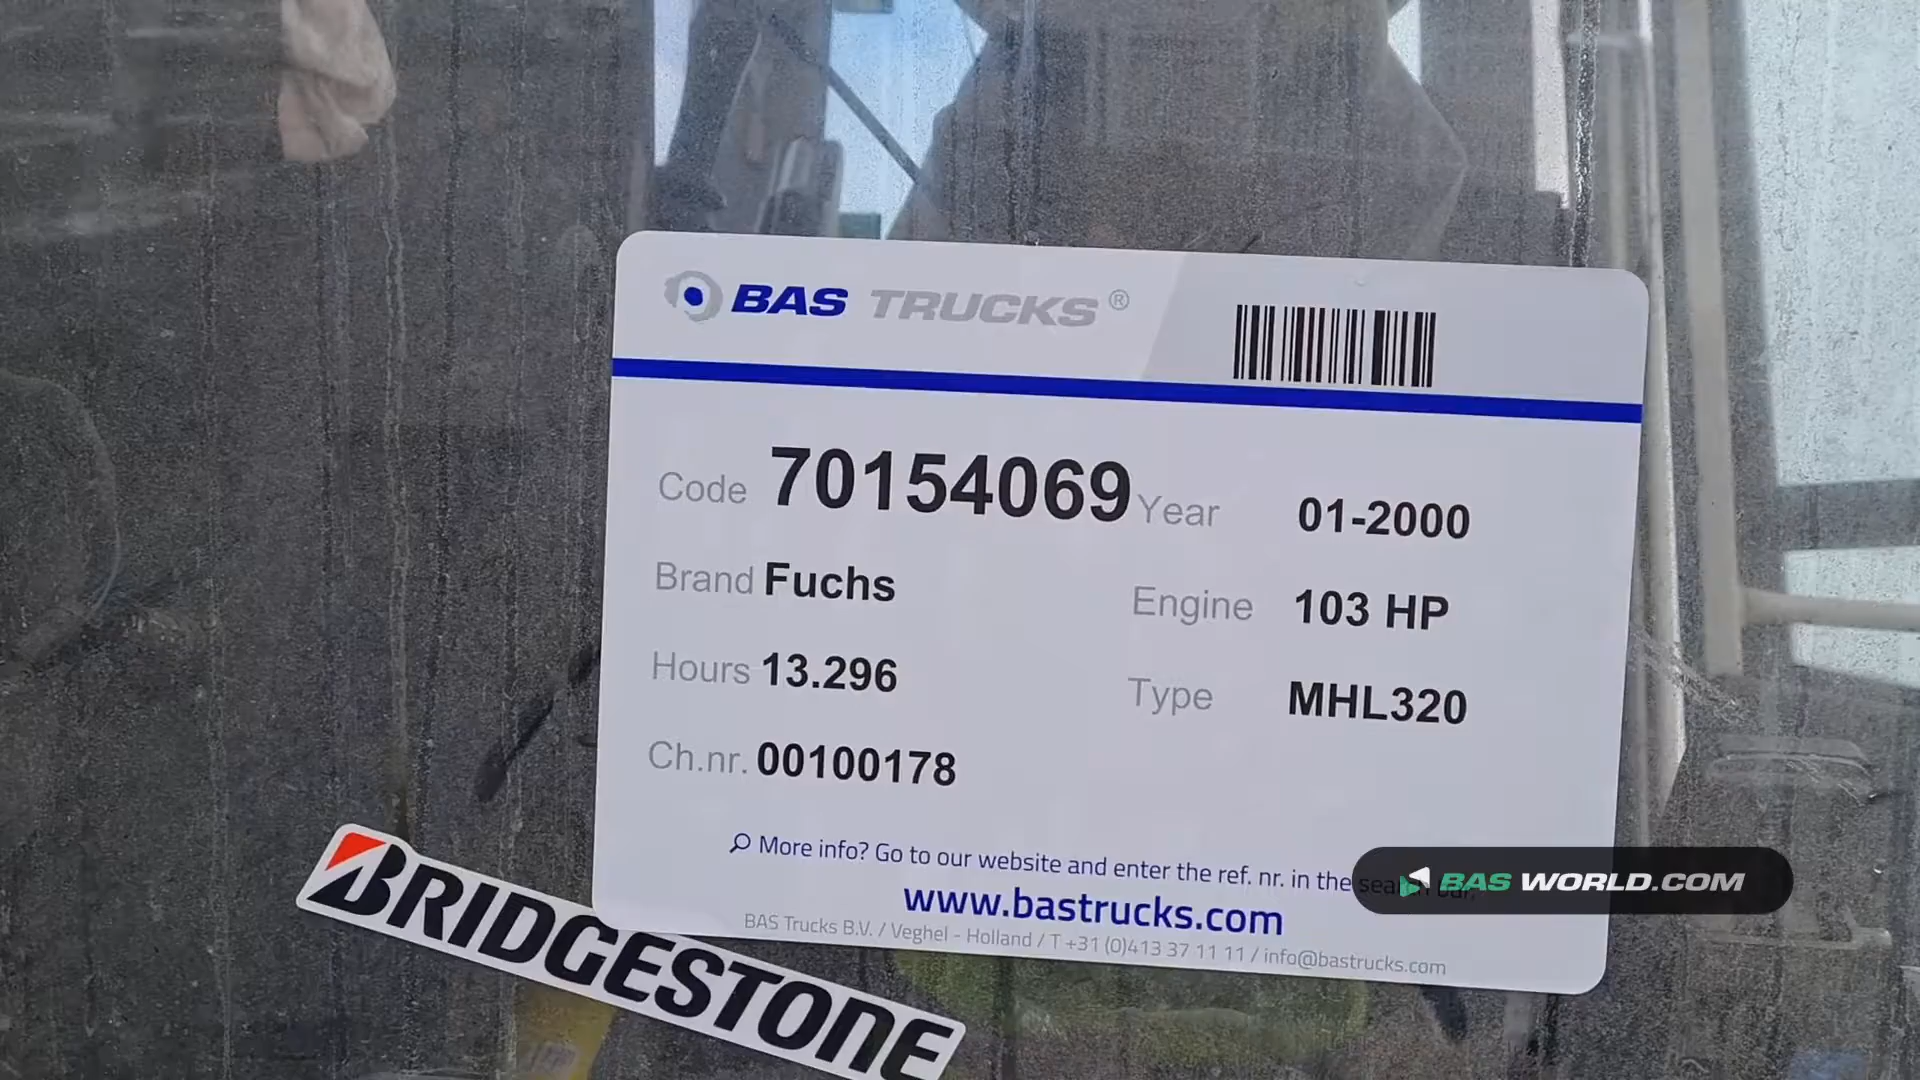 BAS TRUCKS®
Code 70154069 Year 01-2000
Brand Fuchs Engine 103 HP
Hours 13.296 Type MHL320
Ch.nr. 00100178
More info? Go to our website and enter the ref. nr. in the search bar.
BAS WORLD.COM
www.bastrucks.com
BAS Trucks B.V. / Veghel - Holland / T +31 (0)413 37 11 11 / info@bastrucks.com
BRIDGESTONE